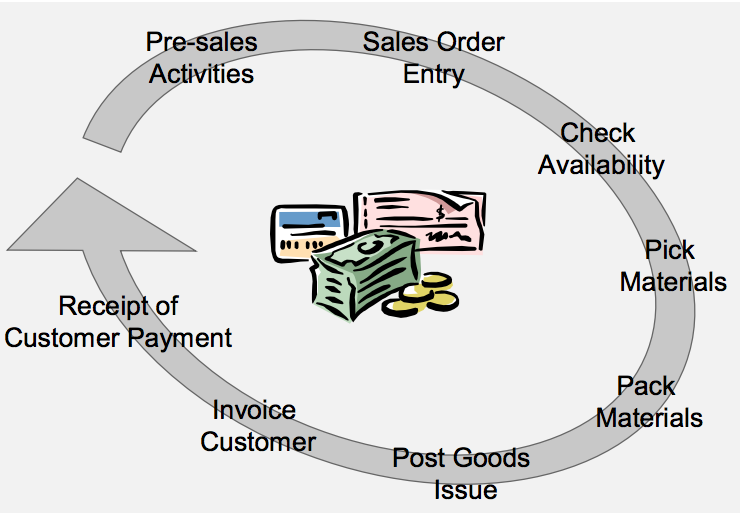 Pre-sales
Activities
Sales Order
Entry
Check
Availability
Pick
Materials
Pack
Materials
Post Goods
Issue
Invoice
Customer
Receipt of
Customer Payment
$